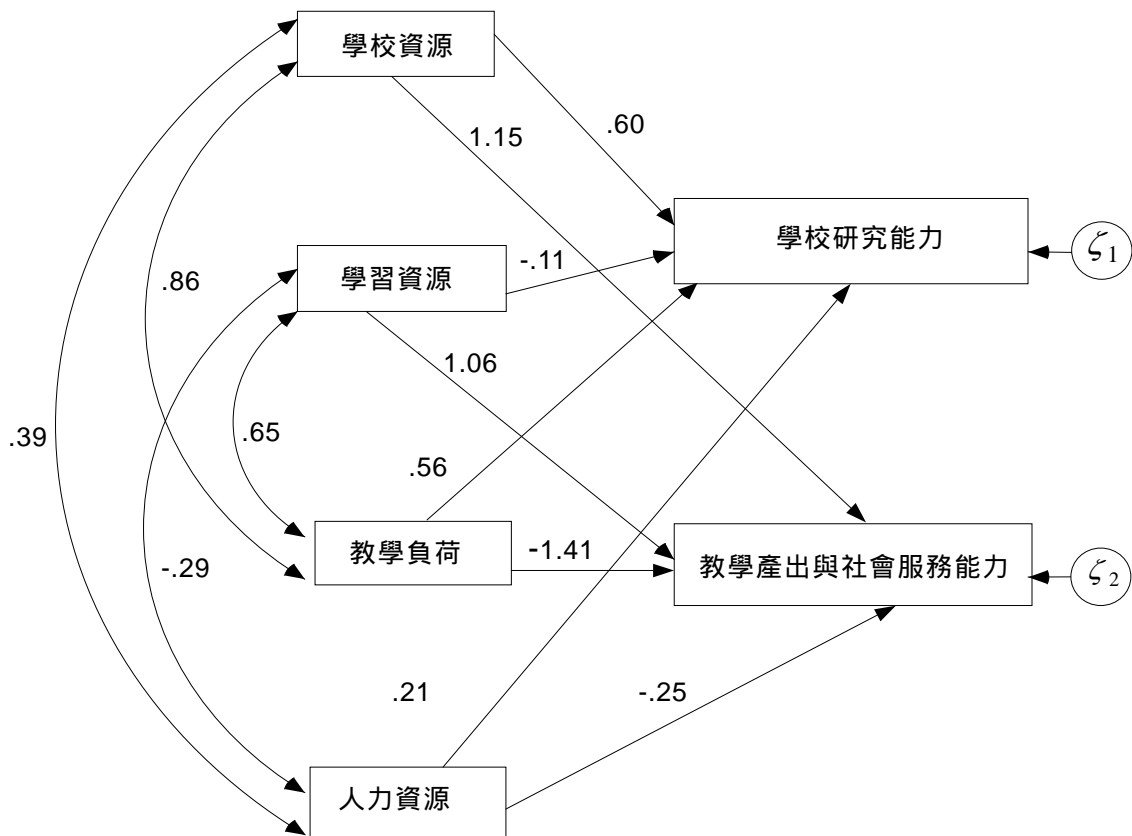 學校資源
.60
1.15
學校研究能力
ζ1
-.11
學習資源
.86
1.06
.39
.65
.56
教學負荷
-1.41
教學產出與社會服務能力
ζ2
-.29
.21
-.25
人力資源